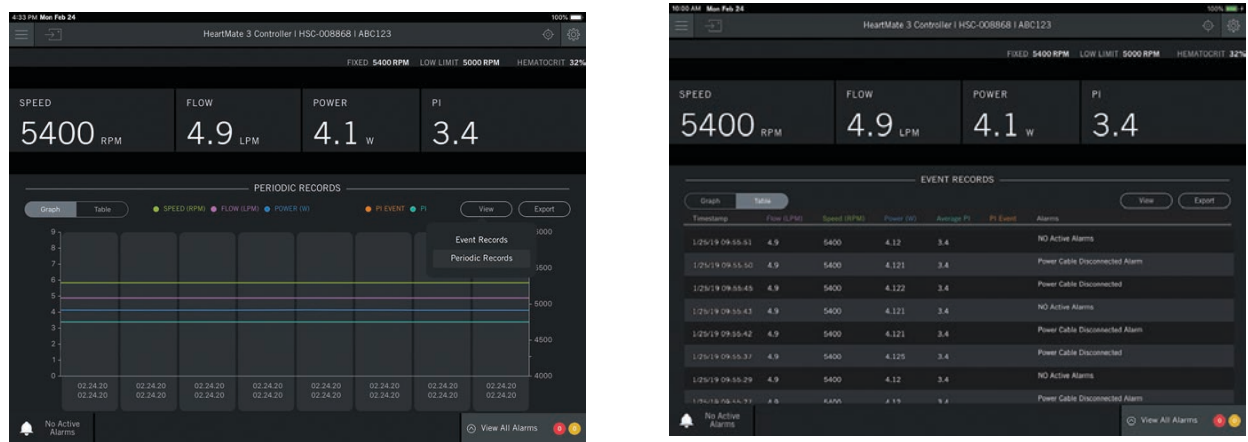 4:33 PM Mon Feb 24 100%
HeartMate 3 Controller | HSC-008868 | ABC123
FIXED 5400 RPM LOW LIMIT 5000 RPM HEMATOCRIT 32%
SPEED FLOW POWER PI
5400 RPM 4.9 LPM 4.1 W 3.4
PERIODIC RECORDS
Graph Table SPEED (RPM) FLOW (LPM) POWER (W) PI EVENT PI View Export
Event Records
Periodic Records
9 6000
8
7 5500
6
5 5000
4
3 4500
2
1
0 4000
02.24.20 02.24.20 02.24.20 02.24.20 02.24.20 02.24.20 02.24.20 02.24.20
02.24.20 02.24.20 02.24.20 02.24.20 02.24.20 02.24.20 02.24.20 02.24.20
No Active
Alarms
View All Alarms 0 0
10:00 AM Mon Feb 24 100%
HeartMate 3 Controller | HSC-008868 | ABC123
FIXED 5400 RPM LOW LIMIT 5000 RPM HEMATOCRIT 32%
SPEED FLOW POWER PI
5400 RPM 4.9 LPM 4.1 W 3.4
EVENT RECORDS
Graph Table View Export
Timestamp Flow (LPM) Speed (RPM) Power (W) Average PI PI Event Alarms
1/25/19 09:55:51 4.9 5400 4.12 3.4 NO Active Alarms
1/25/19 09:55:50 4.9 5400 4.121 3.4 Power Cable Disconnected Alarm
1/25/19 09:55:45 4.9 5400 4.122 3.4 Power Cable Disconnected
1/25/19 09:55:43 4.9 5400 4.121 3.4 NO Active Alarms
1/25/19 09:55:42 4.9 5400 4.121 3.4 Power Cable Disconnected Alarm
1/25/19 09:55:37 4.9 5400 4.125 3.4 Power Cable Disconnected
1/25/19 09:55:29 4.9 5400 4.12 3.4 NO Active Alarms
4.9 5400 3.4 Power Cable Disconnected Alarm
No Active
Alarms
View All Alarms 0 0